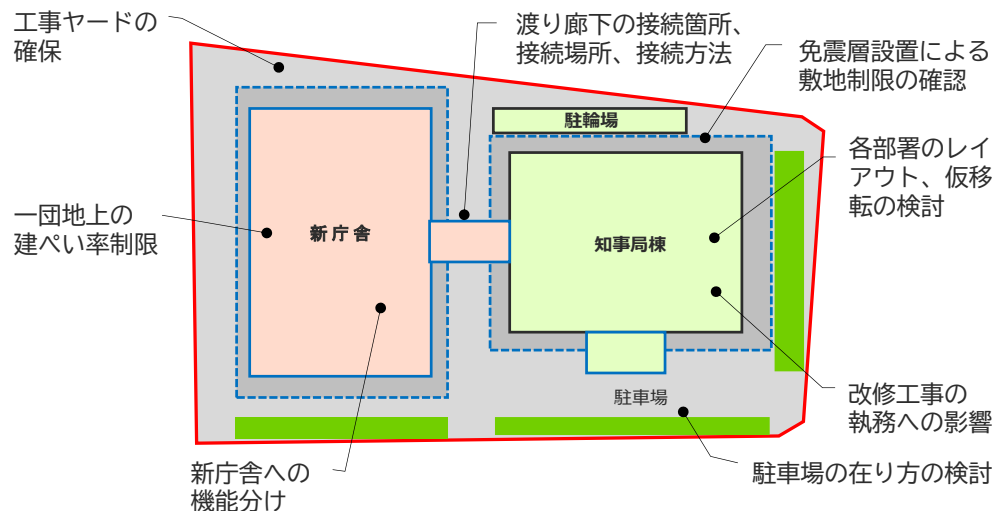 工事ヤードの
確保
渡り廊下の接続箇所、
接続場所、接続方法
免震層設置による
敷地制限の確認
駐輪場
各部署のレイ
アウト、仮移
転の検討
一団地上の
建ぺい率制限
新庁舎
知事局棟
駐車場
改修工事の
執務への影響
新庁舎への
機能分け
駐車場の在り方の検討